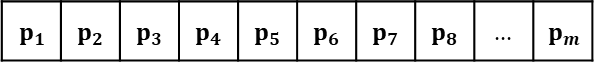 p₁ p₂ p₃ p₄ p₅ p₆ p₇ p₈ ... pₘ